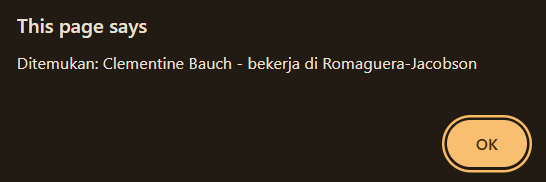 This page says
Ditemukan: Clementine Bauch - bekerja di Romaguera-Jacobson
OK